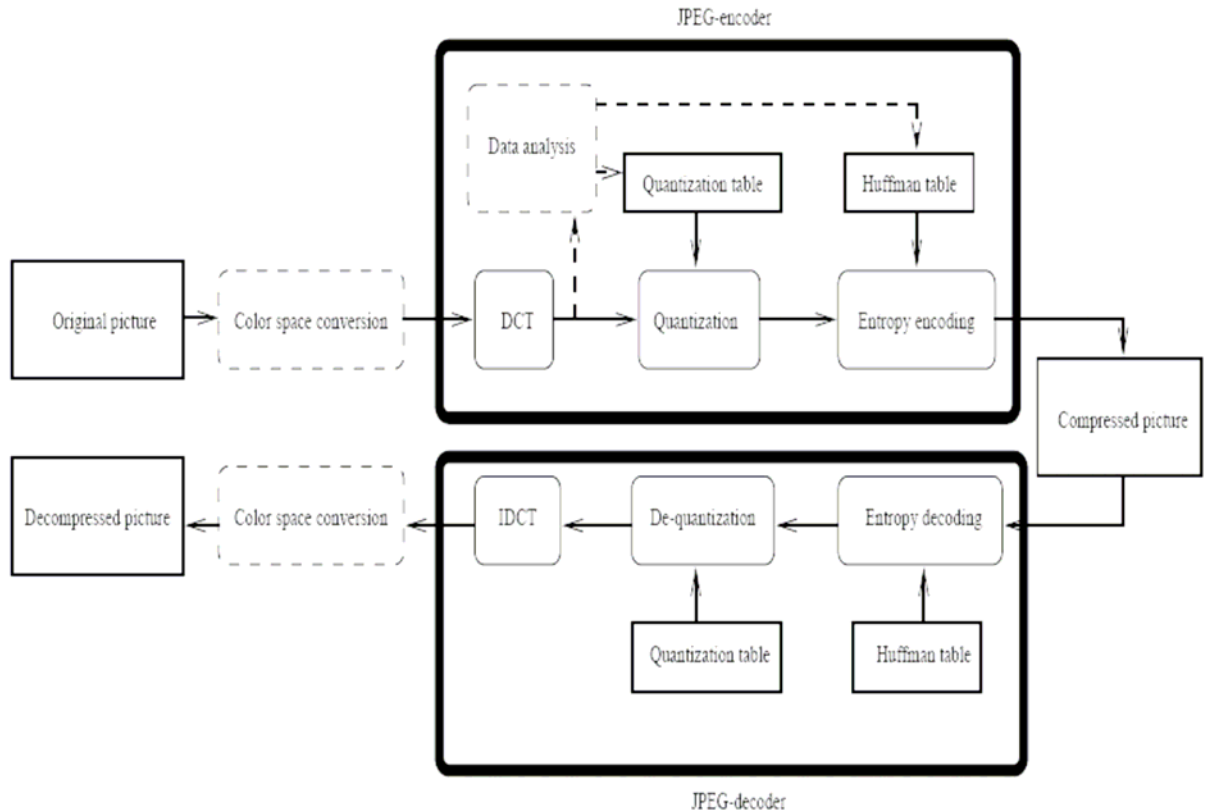 JPEG-encoder
Data analysis
Quantization table
Huffman table
Original picture
Color space conversion
DCT
Quantization
Entropy encoding
Compressed picture
Decompressed picture
Color space conversion
IDCT
De-quantization
Entropy decoding
Quantization table
Huffman table
JPEG-decoder